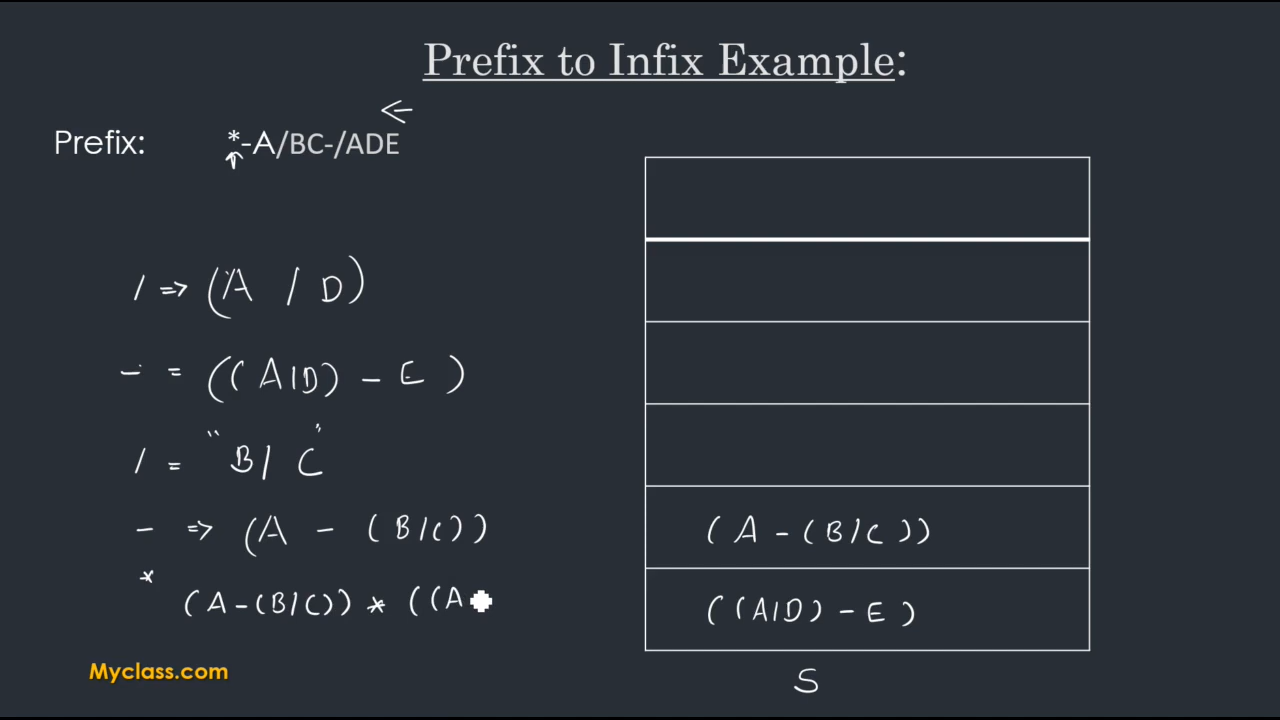 Prefix to Infix Example:
Prefix: *-A/BC-/ADE
/ => (A / D)
- = ((A/D) - E)
/ = "B/C"
- => (A - (B/C))
*
(A-(B/C)) * ((A
(A-(B/C))
((A/D)-E)
S
Myclass.com